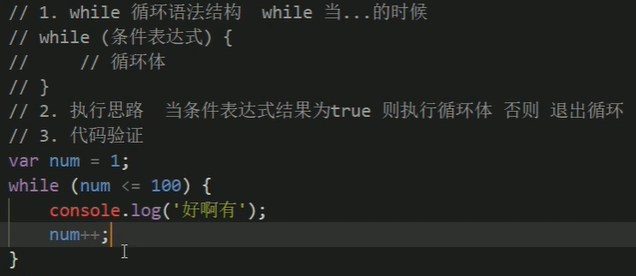 // 1. while 循环语法结构  while 当...的时候
// while (条件表达式) {
//     // 循环体
// }
// 2. 执行思路  当条件表达式结果为true 则执行循环体 否则 退出循环
// 3. 代码验证
var num = 1;
while (num <= 100) {
    console.log('好啊有');
    num++;
}